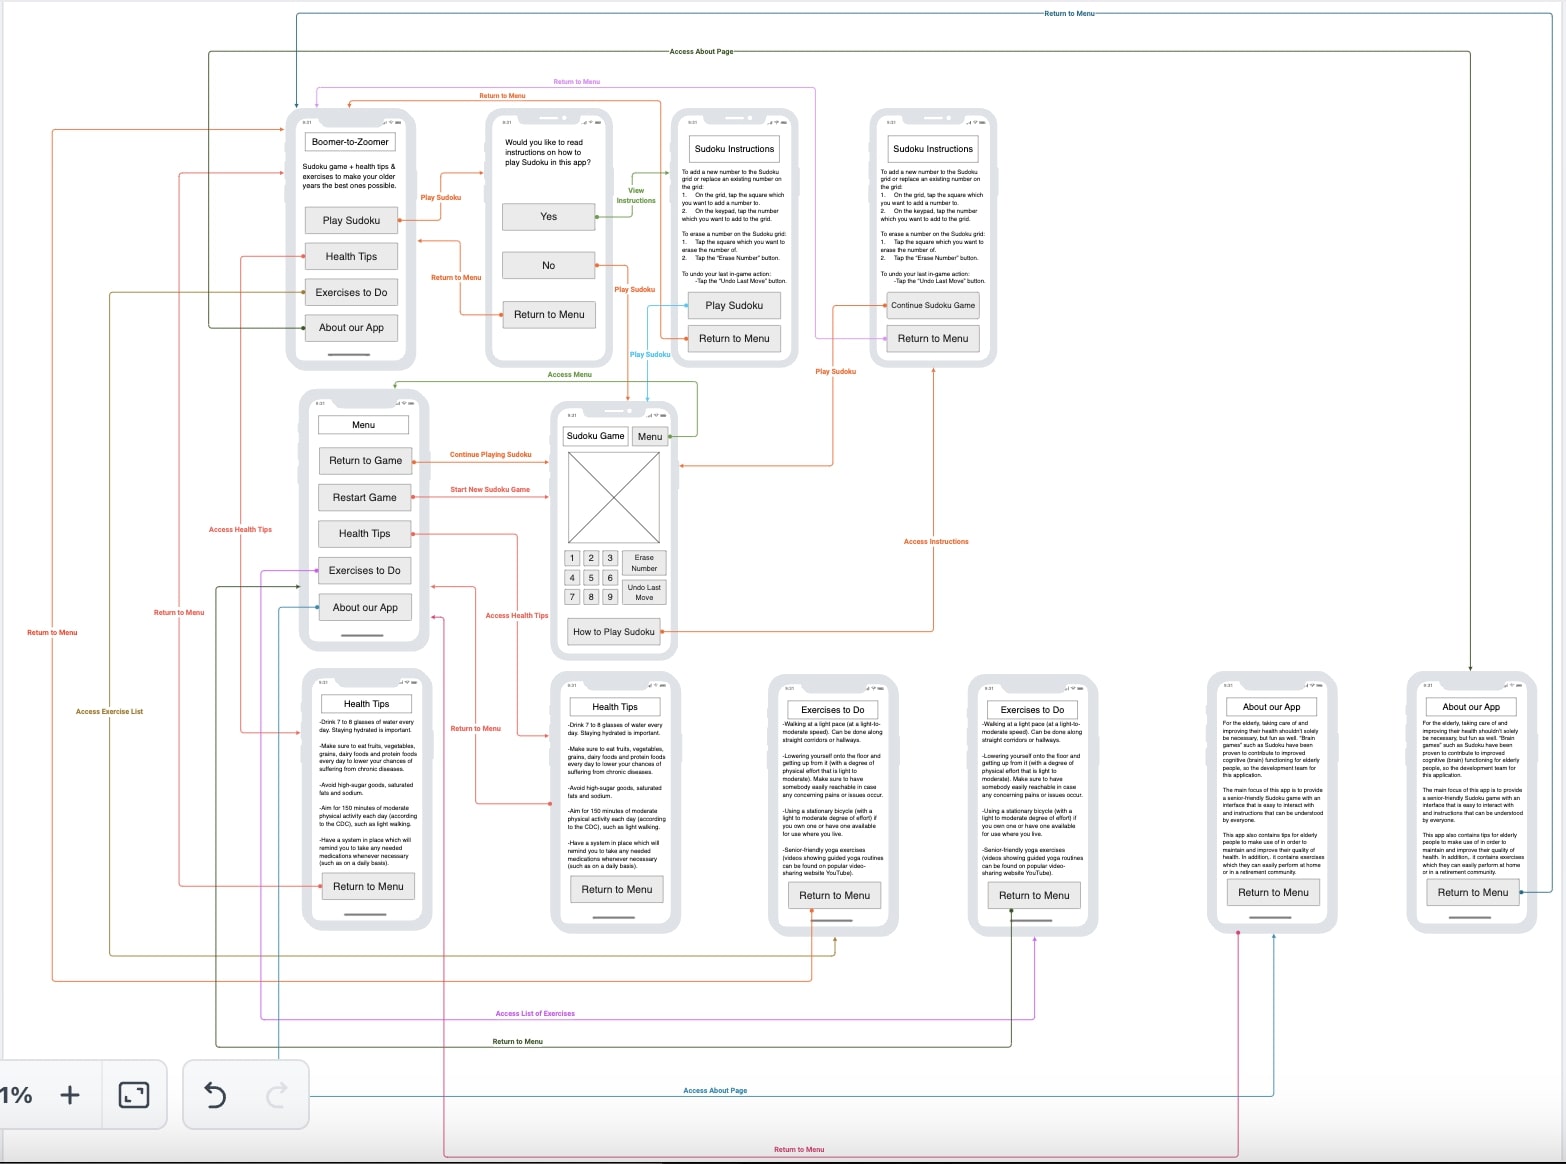 Return to Menu
Access About Page
Return to Menu
Return to Menu
9:31
Boomer-to-Zoomer
Sudoku game + health tips &
exercises to make your older
years the best ones possible.
Play Sudoku
Health Tips
Exercises to Do
About our App
Play Sudoku
Return to Menu
9:31
Would you like to read
instructions on how to
play Sudoku in this app?
Yes
No
Return to Menu
View
Instructions
Play Sudoku
Play Sudoku
9:31
Sudoku Instructions
To add a new number to the Sudoku
grid or replace an existing number on
the grid:
1. On the grid, tap the square which
you want to add a number to.
2. On the keypad, tap the number
which you want to add to the grid.
To erase a number on the Sudoku grid:
1. Tap the square which you want to
erase the number of.
2. Tap the "Erase Number" button.
To undo your last in-game action:
-Tap the "Undo Last Move" button.
Play Sudoku
Return to Menu
9:31
Sudoku Instructions
To add a new number to the Sudoku
grid or replace an existing number on
the grid:
1. On the grid, tap the square which
you want to add a number to.
2. On the keypad, tap the number
which you want to add to the grid.
To erase a number on the Sudoku grid:
1. Tap the square which you want to
erase the number of.
2. Tap the "Erase Number" button.
To undo your last in-game action:
-Tap the "Undo Last Move" button.
Continue Sudoku Game
Return to Menu
Play Sudoku
Access Menu
9:31
Menu
Return to Game
Restart Game
Health Tips
Exercises to Do
About our App
Continue Playing Sudoku
Start New Sudoku Game
9:31
Sudoku Game
Menu
1 2 3
4 5 6
7 8 9
Erase
Number
Undo Last
Move
How to Play Sudoku
Access Instructions
Access Health Tips
Return to Menu
Return to Menu
Access Exercise List
Access Health Tips
Return to Menu
9:31
Health Tips
-Drink 7 to 8 glasses of water every
day. Staying hydrated is important.
-Make sure to eat fruits, vegetables,
grains, dairy foods and protein foods
every day to lower your chances of
suffering from chronic diseases.
-Avoid high-sugar goods, saturated
fats and sodium.
-Aim for 150 minutes of moderate
physical activity each day (according
to the CDC), such as light walking.
-Have a system in place which will
remind you to take any needed
medications whenever necessary
(such as on a daily basis).
Return to Menu
9:31
Health Tips
-Drink 7 to 8 glasses of water every
day. Staying hydrated is important.
-Make sure to eat fruits, vegetables,
grains, dairy foods and protein foods
every day to lower your chances of
suffering from chronic diseases.
-Avoid high-sugar goods, saturated
fats and sodium.
-Aim for 150 minutes of moderate
physical activity each day (according
to the CDC), such as light walking.
-Have a system in place which will
remind you to take any needed
medications whenever necessary
(such as on a daily basis).
Return to Menu
9:31
Exercises to Do
-Walking at a light pace (at a light-to-
moderate speed). Can be done along
straight corridors or hallways.
-Lowering yourself onto the floor and
getting up from it (with a degree of
physical effort that is light to
moderate). Make sure to have
somebody easily reachable in case
any concerning pains or issues occur.
-Using a stationary bicycle (with a
light to moderate degree of effort) if
you own one or have one available
for use where you live.
-Senior-friendly yoga exercises
(videos showing guided yoga routines
can be found on popular video-
sharing website YouTube).
Return to Menu
9:31
Exercises to Do
-Walking at a light pace (at a light-to-
moderate speed). Can be done along
straight corridors or hallways.
-Lowering yourself onto the floor and
getting up from it (with a degree of
physical effort that is light to
moderate). Make sure to have
somebody easily reachable in case
any concerning pains or issues occur.
-Using a stationary bicycle (with a
light to moderate degree of effort) if
you own one or have one available
for use where you live.
-Senior-friendly yoga exercises
(videos showing guided yoga routines
can be found on popular video-
sharing website YouTube).
Return to Menu
9:31
About our App
For the elderly, taking care of and
improving their health shouldn't solely
be necessary, but fun as well. "Brain
games" such as Sudoku have been
proven to contribute to improved
cognitive (brain) functioning for elderly
people, so the development team for
this application.
The main focus of this app is to provide
a senior-friendly Sudoku game with an
interface that is easy to interact with
and instructions that can be understood
by everyone.
This app also contains tips for elderly
people to make use of in order to
maintain and improve their quality of
health. In addition,. it contains exercises
which they can easily perform at home
or in a retirement community.
Return to Menu
9:31
About our App
For the elderly, taking care of and
improving their health shouldn't solely
be necessary, but fun as well. "Brain
games" such as Sudoku have been
proven to contribute to improved
cognitive (brain) functioning for elderly
people, so the development team for
this application.
The main focus of this app is to provide
a senior-friendly Sudoku game with an
interface that is easy to interact with
and instructions that can be understood
by everyone.
This app also contains tips for elderly
people to make use of in order to
maintain and improve their quality of
health. In addition,. it contains exercises
which they can easily perform at home
or in a retirement community.
Return to Menu
Access List of Exercises
Return to Menu
1%
Access About Page
Return to Menu